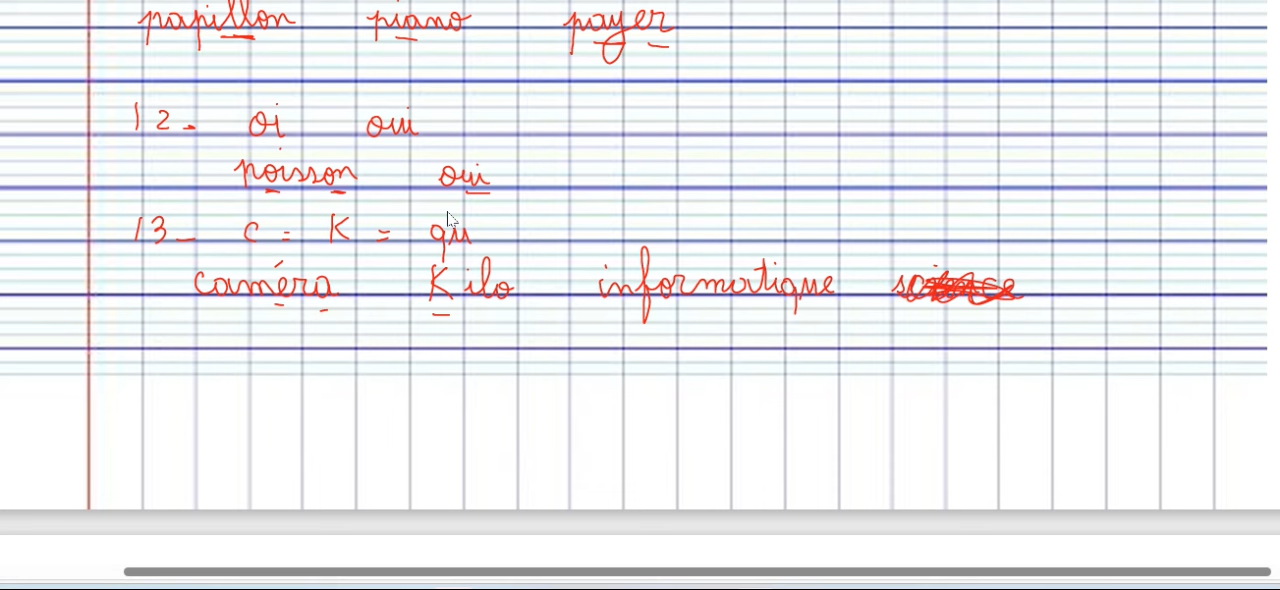 papillon piano payer
12. oi oui
poisson oui
13- c = K = qu
caméra Kilo informatique